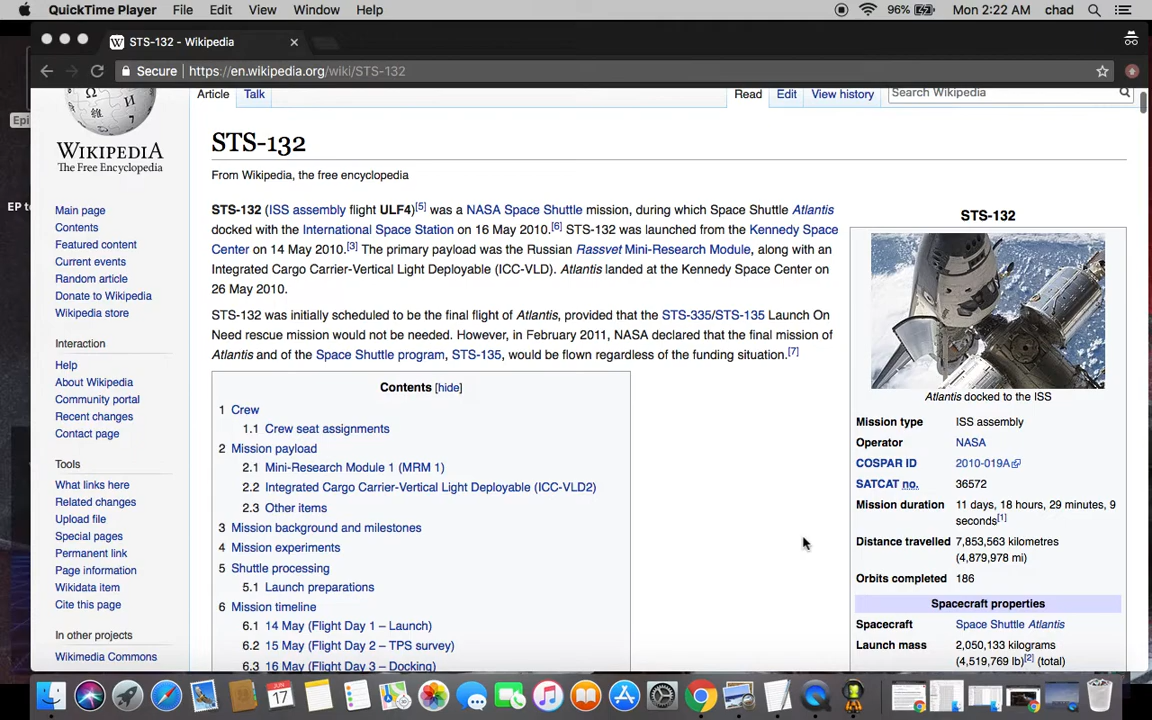 QuickTime Player File Edit View Window Help 96% Mon 2:22 AM chad
W STS-132 - Wikipedia
Secure https://en.wikipedia.org/wiki/STS-132
Article Talk Read Edit View history Search Wikipedia
WIKIPEDIA
The Free Encyclopedia
Main page
Contents
Featured content
Current events
Random article
Donate to Wikipedia
Wikipedia store
Interaction
Help
About Wikipedia
Community portal
Recent changes
Contact page
Tools
What links here
Related changes
Upload file
Special pages
Permanent link
Page information
Wikidata item
Cite this page
In other projects
Wikimedia Commons
Epi
EP to
STS-132
From Wikipedia, the free encyclopedia
STS-132 (ISS assembly flight ULF4)[5] was a NASA Space Shuttle mission, during which Space Shuttle Atlantis
docked with the International Space Station on 16 May 2010.[6] STS-132 was launched from the Kennedy Space
Center on 14 May 2010.[3] The primary payload was the Russian Rassvet Mini-Research Module, along with an
Integrated Cargo Carrier-Vertical Light Deployable (ICC-VLD). Atlantis landed at the Kennedy Space Center on
26 May 2010.
STS-132 was initially scheduled to be the final flight of Atlantis, provided that the STS-335/STS-135 Launch On
Need rescue mission would not be needed. However, in February 2011, NASA declared that the final mission of
Atlantis and of the Space Shuttle program, STS-135, would be flown regardless of the funding situation.[7]
Contents [hide]
1 Crew
1.1 Crew seat assignments
2 Mission payload
2.1 Mini-Research Module 1 (MRM 1)
2.2 Integrated Cargo Carrier-Vertical Light Deployable (ICC-VLD2)
2.3 Other items
3 Mission background and milestones
4 Mission experiments
5 Shuttle processing
5.1 Launch preparations
6 Mission timeline
6.1 14 May (Flight Day 1 – Launch)
6.2 15 May (Flight Day 2 – TPS survey)
6.3 16 May (Flight Day 3 – Docking)
STS-132
Atlantis docked to the ISS
Mission type ISS assembly
Operator NASA
COSPAR ID 2010-019A
SATCAT no. 36572
Mission duration 11 days, 18 hours, 29 minutes, 9
seconds[1]
Distance travelled 7,853,563 kilometres
(4,879,978 mi)
Orbits completed 186
Spacecraft properties
Spacecraft Space Shuttle Atlantis
Launch mass 2,050,133 kilograms
(4,519,769 lb)[2] (total)
JUN
17